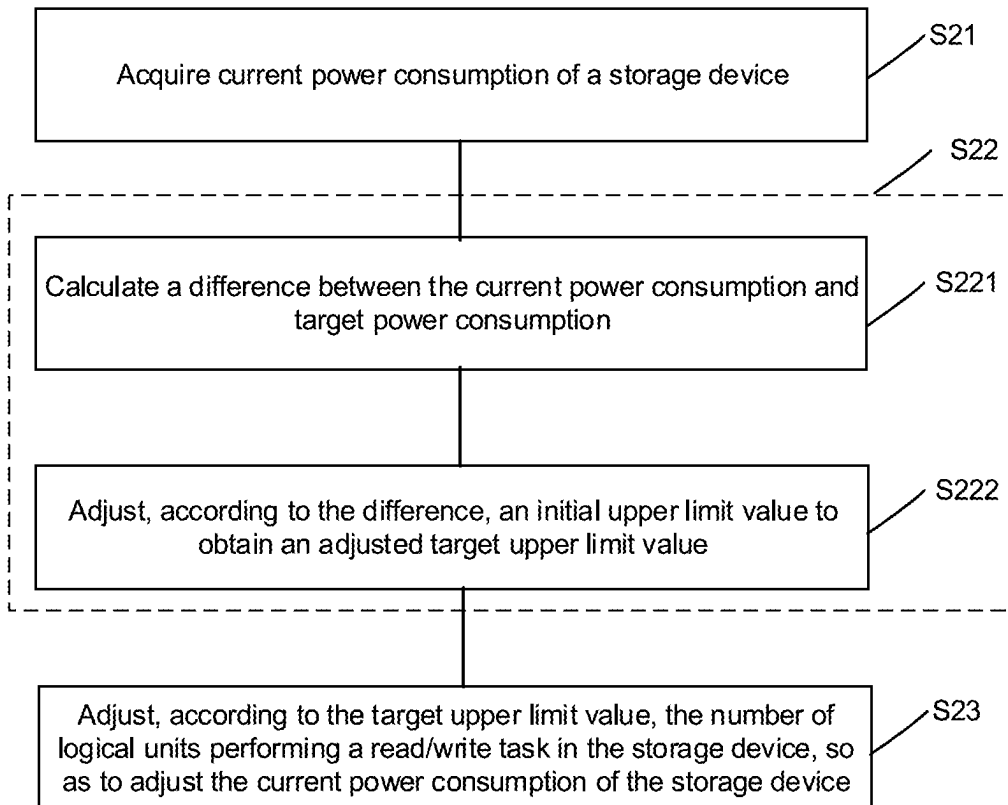 S21
Acquire current power consumption of a storage device
S22
Calculate a difference between the current power consumption and
target power consumption
S221
Adjust, according to the difference, an initial upper limit value to
obtain an adjusted target upper limit value
S222
Adjust, according to the target upper limit value, the number of
logical units performing a read/write task in the storage device, so
as to adjust the current power consumption of the storage device
S23